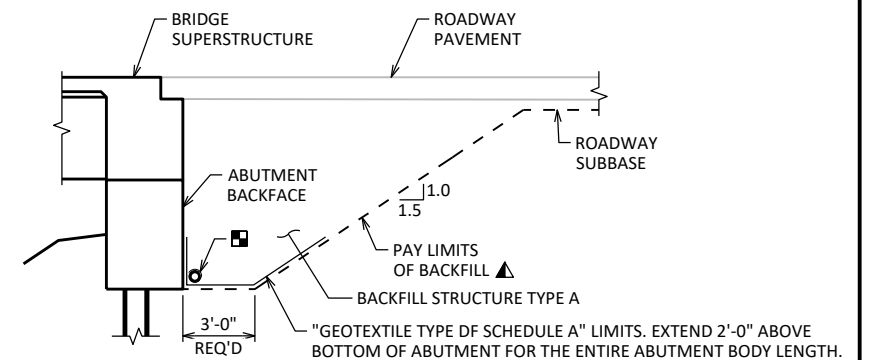 BRIDGE
SUPERSTRUCTURE
ROADWAY
PAVEMENT
ROADWAY
SUBBASE
ABUTMENT
BACKFACE
1.0
1.5
PAY LIMITS
OF BACKFILL
BACKFILL STRUCTURE TYPE A
3'-0"
REQ'D
"GEOTEXTILE TYPE DF SCHEDULE A" LIMITS. EXTEND 2'-0" ABOVE
BOTTOM OF ABUTMENT FOR THE ENTIRE ABUTMENT BODY LENGTH.